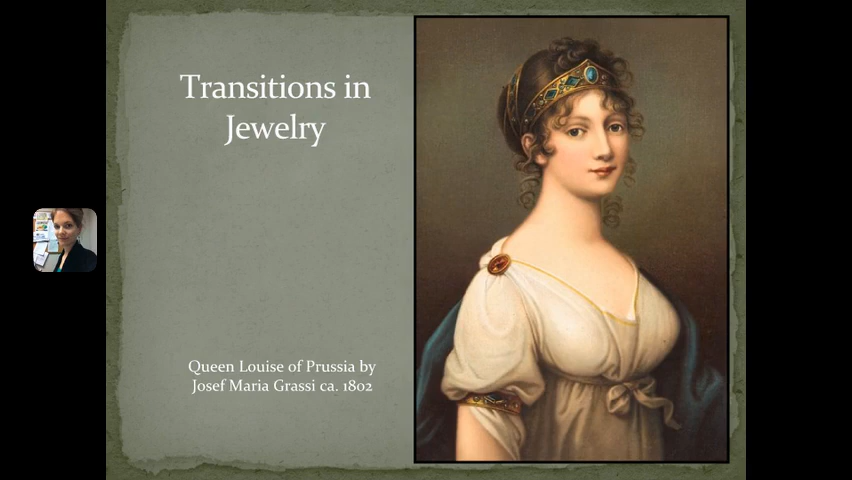 Transitions in
Jewelry
Queen Louise of Prussia by
Josef Maria Grassi ca. 1802